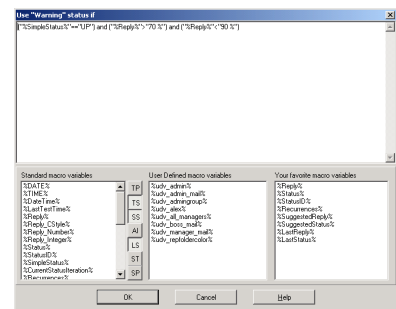 Use "Warning" status if
("%SimpleStatus%"=="UP") and ("%Reply%">"70 %") and ("%Reply%"<"90 %")
Standard macro variables
%DATE%
%TIME%
%DateTime%
%LastTestTime%
%Reply%
%Reply_CStyle%
%Reply_Number%
%Reply_Integer%
%Status%
%StatusID%
%SimpleStatus%
%CurrentStatusIteration%
%Recurrences%
TP
TS
SS
AI
LS
ST
SP
User Defined macro variables
%udv_admin%
%udv_admin_mail%
%udv_admingroup%
%udv_alex%
%udv_all_managers%
%udv_boss_mail%
%udv_manager_mail%
%udv_repfoldercolor%
Your favorite macro variables
%Reply%
%Status%
%StatusID%
%Recurrences%
%SuggestedReply%
%SuggestedStatus%
%LastReply%
%LastStatus%
OK
Cancel
Help